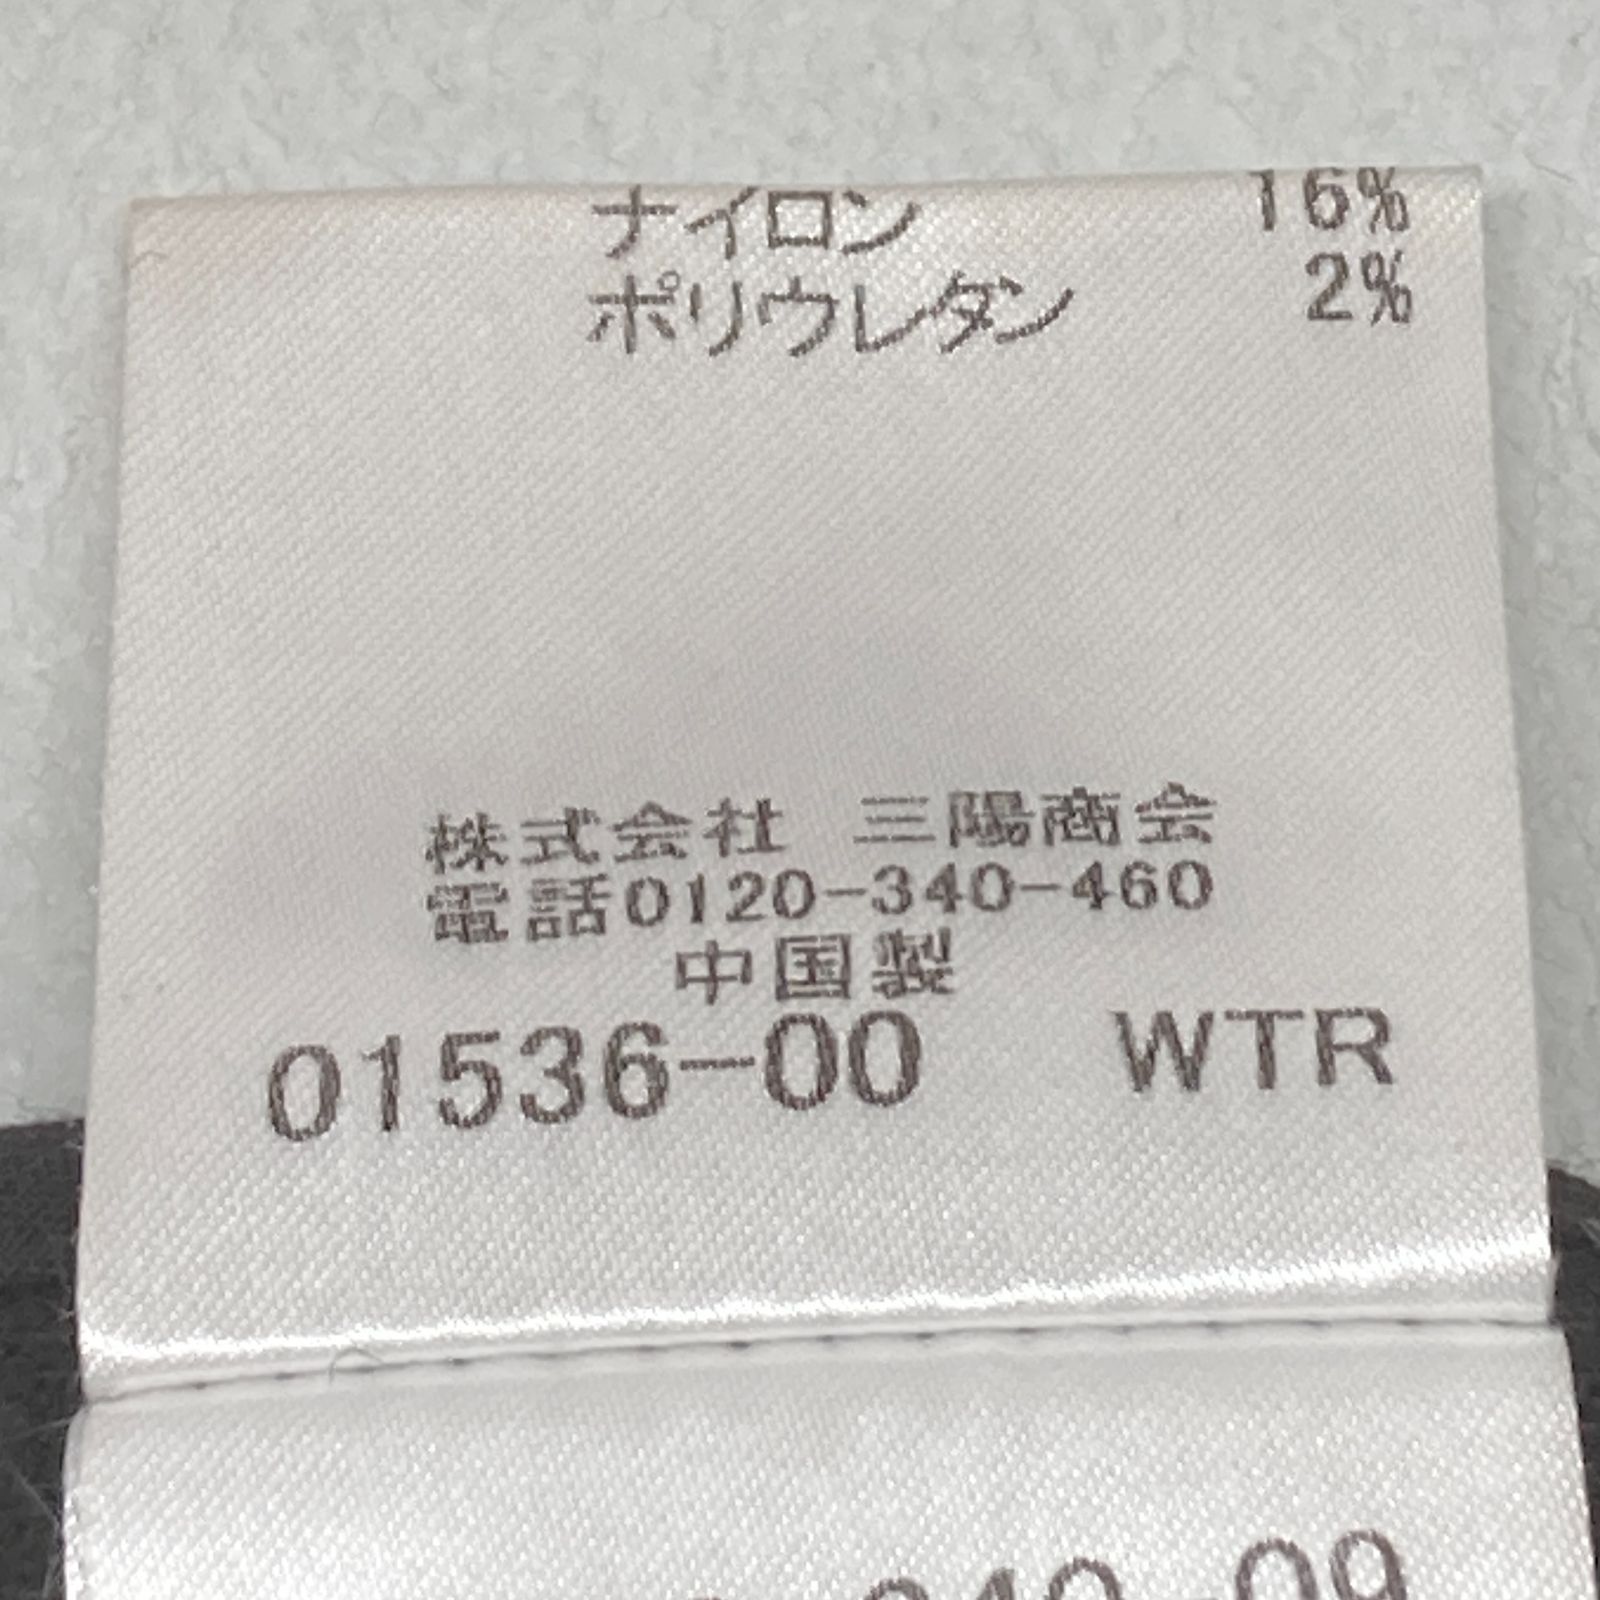 ナイロン 16%
ポリウレタン 2%
株式会社 三陽商会
電話0120-340-460
中国製
01536-00 WTR